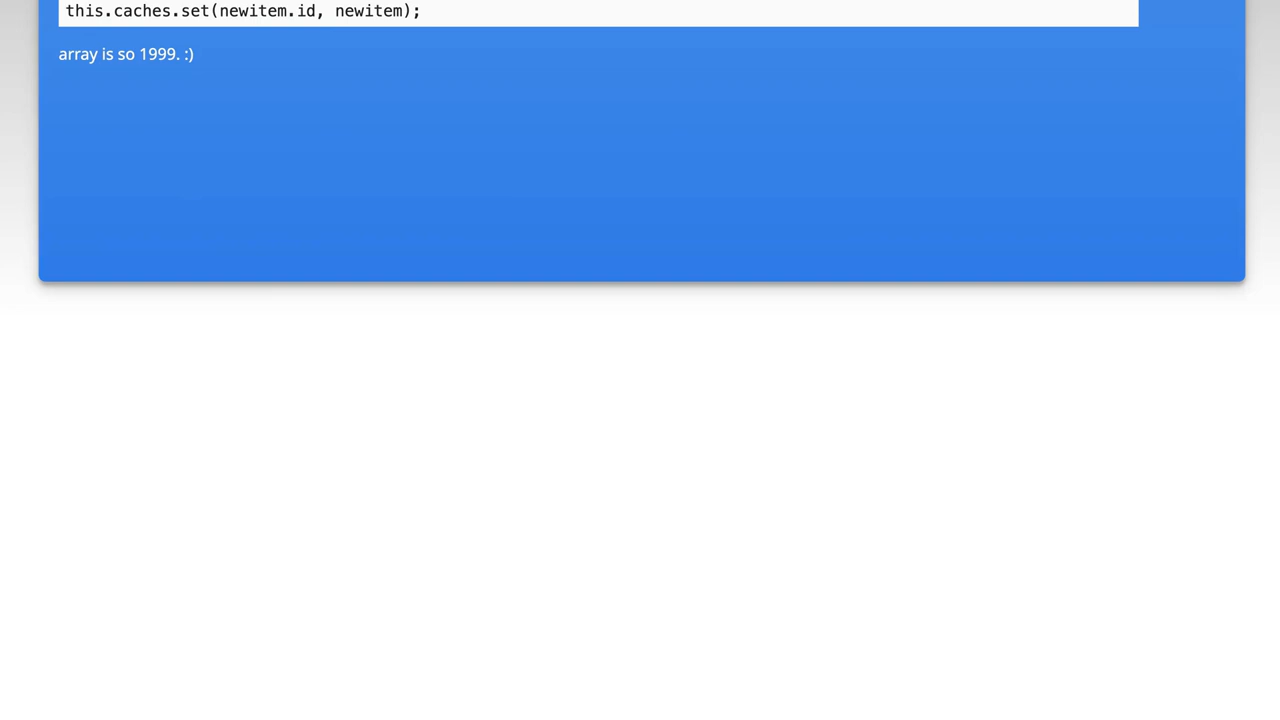 this.caches.set(newitem.id, newitem);
array is so 1999. :)